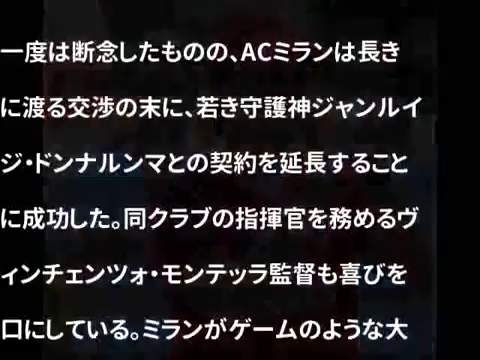 一度は断念したものの、ACミランは長き
に渡る交渉の末に、若き守護神ジャンルイ
ジ・ドンナルンマとの契約を延長すること
に成功した。同クラブの指揮官を務めるヴ
ィンチェンツォ・モンテッラ監督も喜びを
口にしている。ミランがゲームのような大